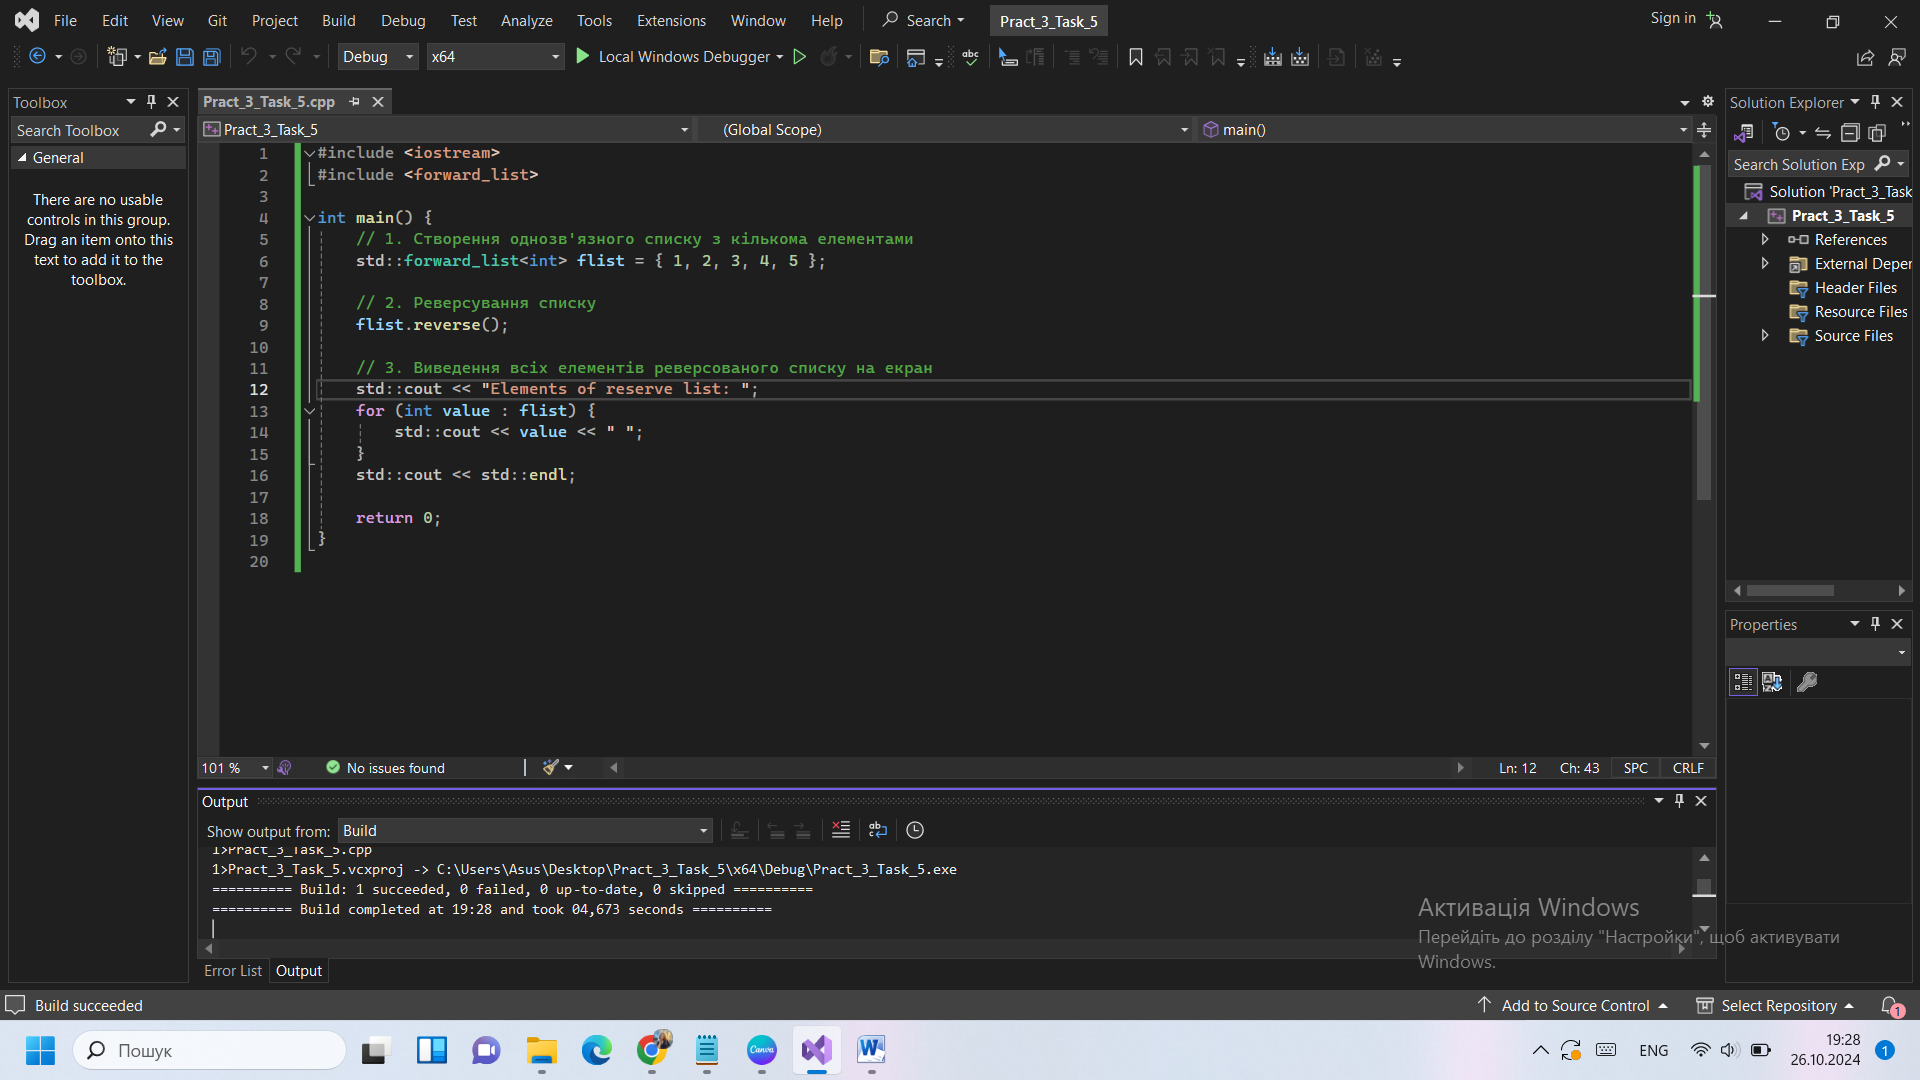 File Edit View Git Project Build Debug Test Analyze Tools Extensions Window Help Search Pract_3_Task_5 Sign in
Debug x64 Local Windows Debugger
Toolbox
Search Toolbox
General
There are no usable
controls in this group.
Drag an item onto this
text to add it to the
toolbox.
Pract_3_Task_5.cpp
Pract_3_Task_5 (Global Scope) main()
1 #include <iostream>
2 #include <forward_list>
3
4 int main() {
5 // 1. Створення однозв'язного списку з кількома елементами
6 std::forward_list<int> flist = { 1, 2, 3, 4, 5 };
7
8 // 2. Реверсування списку
9 flist.reverse();
10
11 // 3. Виведення всіх елементів реверсованого списку на екран
12 std::cout << "Elements of reserve list: ";
13 for (int value : flist) {
14 std::cout << value << " ";
15 }
16 std::cout << std::endl;
17
18 return 0;
19 }
20
101 % No issues found Ln: 12 Ch: 43 SPC CRLF
Output
Show output from: Build
1>Pract_3_Task_5.cpp
1>Pract_3_Task_5.vcxproj -> C:\Users\Asus\Desktop\Pract_3_Task_5\x64\Debug\Pract_3_Task_5.exe
========== Build: 1 succeeded, 0 failed, 0 up-to-date, 0 skipped ==========
========== Build completed at 19:28 and took 04,673 seconds ==========
Error List Output
Solution Explorer
Search Solution Exp
Solution 'Pract_3_Task
Pract_3_Task_5
References
External Deper
Header Files
Resource Files
Source Files
Properties
Активація Windows
Перейдіть до розділу "Настройки", щоб активувати
Windows.
Build succeeded Add to Source Control Select Repository 1
Пошук Canva ENG 19:28
26.10.2024 1